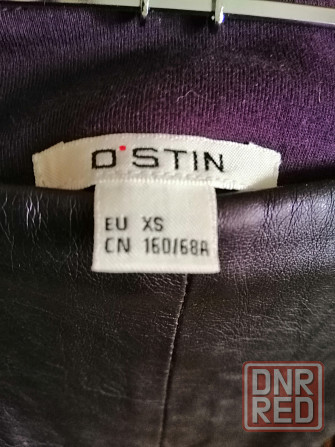 O'STIN
EU XS
CN 160/68A
DNR
RED